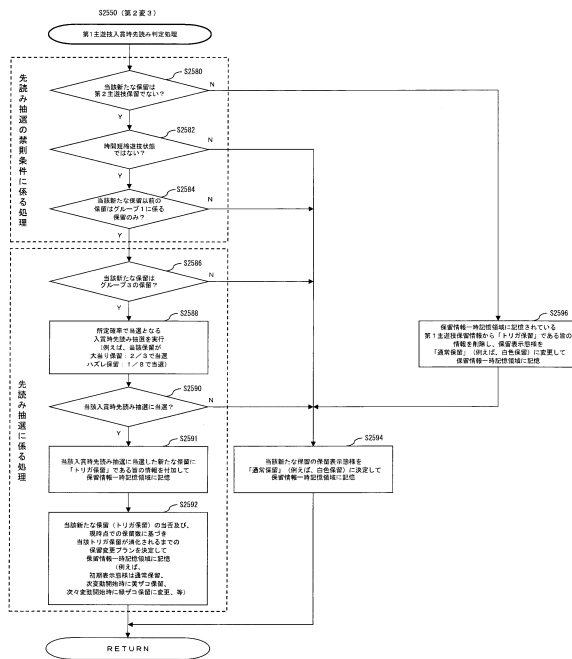 S2550（第２変３）
第１主遊技入賞時先読み判定処理
先読み抽選の禁則条件に係る処理
S2580
当該新たな保留は
第２主遊技保留でない？
N
Y
S2582
時間短縮遊技状態
ではない？
N
Y
S2584
当該新たな保留以前の
保留はグループ１に係る
保留のみ？
N
Y
先読み抽選に係る処理
S2586
当該新たな保留は
グループ３の保留？
N
Y
S2588
所定確率で当選となる
入賞時先読み抽選を実行
（例えば、当該保留が
大当り保留：２／３で当選
ハズレ保留：１／８で当選）
S2590
当該入賞時先読み抽選に当選？
N
Y
S2591
当該入賞時先読み抽選に当選した新たな保留に
「トリガ保留」である旨の情報を付加して
保留情報一時記憶領域に記憶
S2592
当該新たな保留（トリガ保留）の当否及び、
現時点での保留数に基づき
当該トリガ保留が消化されるまでの
保留変更プランを決定して
保留情報一時記憶領域に記憶
（例えば、
初期表示態様は通常保留、
次変動開始時に黄ザコ保留、
次々変動開始時に緑ザコ保留に変更、等）
S2594
当該新たな保留の保留表示態様を
「通常保留」（例えば、白色保留）に決定して
保留情報一時記憶領域に記憶
S2596
保留情報一時記憶領域に記憶されている
第１主遊技保留情報から「トリガ保留」である旨の
情報を削除し、保留表示態様を
「通常保留」（例えば、白色保留）に変更して
保留情報一時記憶領域に記憶
RETURN